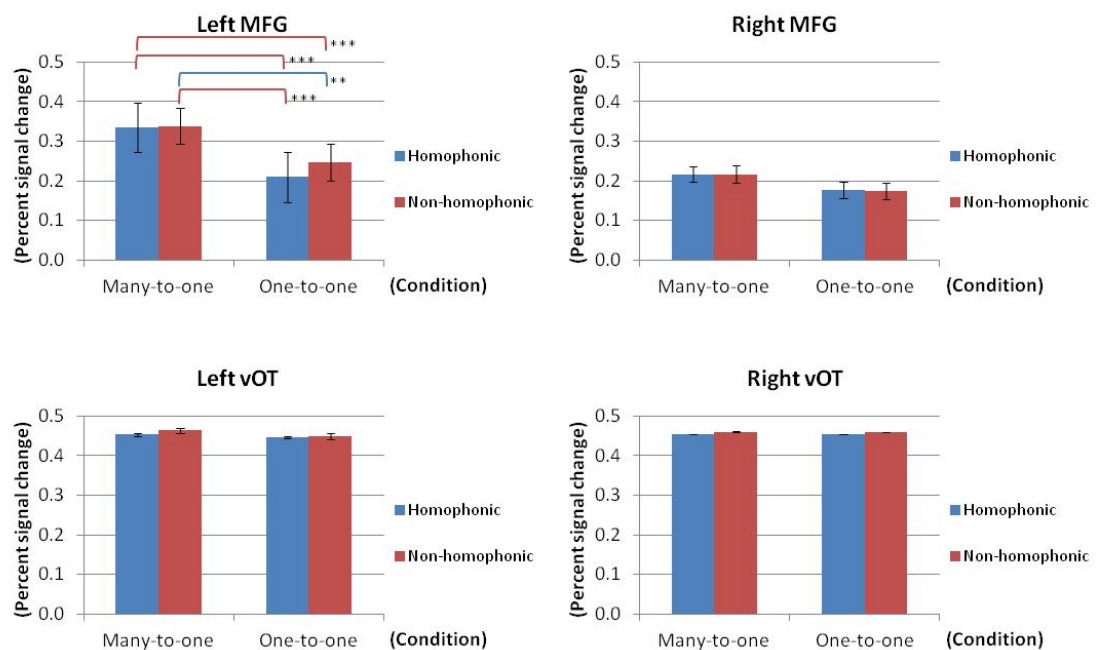 Left MFG
(Percent signal change)
0.5
0.4
0.3
0.2
0.1
0.0
***
***
**
***
Homophonic
Non-homophonic
Many-to-one One-to-one (Condition)
Right MFG
(Percent signal change)
0.5
0.4
0.3
0.2
0.1
0.0
Homophonic
Non-homophonic
Many-to-one One-to-one (Condition)
Left vOT
(Percent signal change)
0.5
0.4
0.3
0.2
0.1
0.0
Homophonic
Non-homophonic
Many-to-one One-to-one (Condition)
Right vOT
(Percent signal change)
0.5
0.4
0.3
0.2
0.1
0.0
Homophonic
Non-homophonic
Many-to-one One-to-one (Condition)